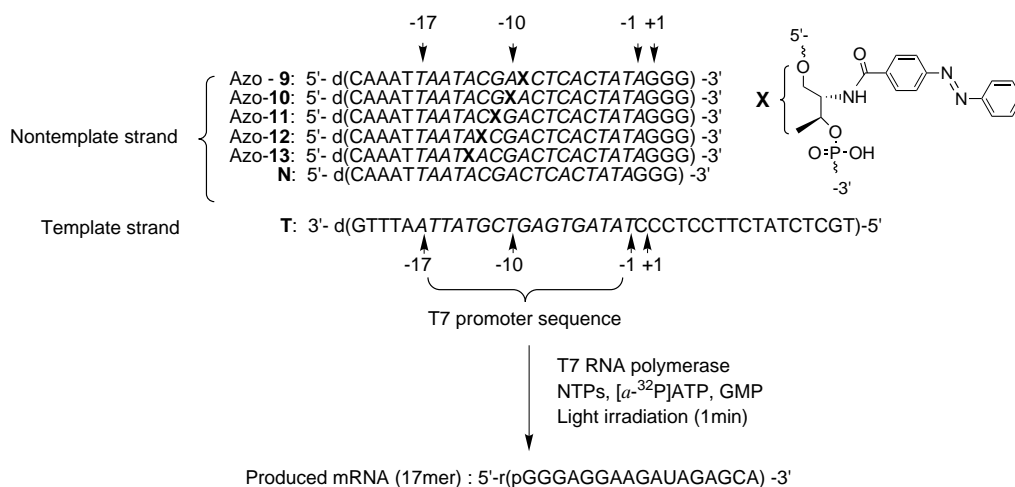 -17 -10 -1 +1
Azo - 9: 5'- d(CAAATTAATACGAXCTCACTATAGGG) -3'
Azo-10: 5'- d(CAAATTAATACGXACTCACTATAGGG) -3'
Azo-11: 5'- d(CAAATTAATACXGACTCACTATAGGG) -3'
Azo-12: 5'- d(CAAATTAATAXCGACTCACTATAGGG) -3'
Azo-13: 5'- d(CAAATTAATXACGACTCACTATAGGG) -3'
N: 5'- d(CAAATTAATACGACTCACTATAGGG) -3'
Nontemplate strand
5'-
O
X
O
HN
N
N
O
O=P-OH
-3'
Template strand T: 3'- d(GTTTAATTATGCTGAGTGATATCCCTCCTTCTATCTCGT)-5'
-17 -10 -1 +1
T7 promoter sequence
T7 RNA polymerase
NTPs, [a-32P]ATP, GMP
Light irradiation (1min)
Produced mRNA (17mer) : 5'-r(pGGGAGGAAGAUAGAGCA) -3'